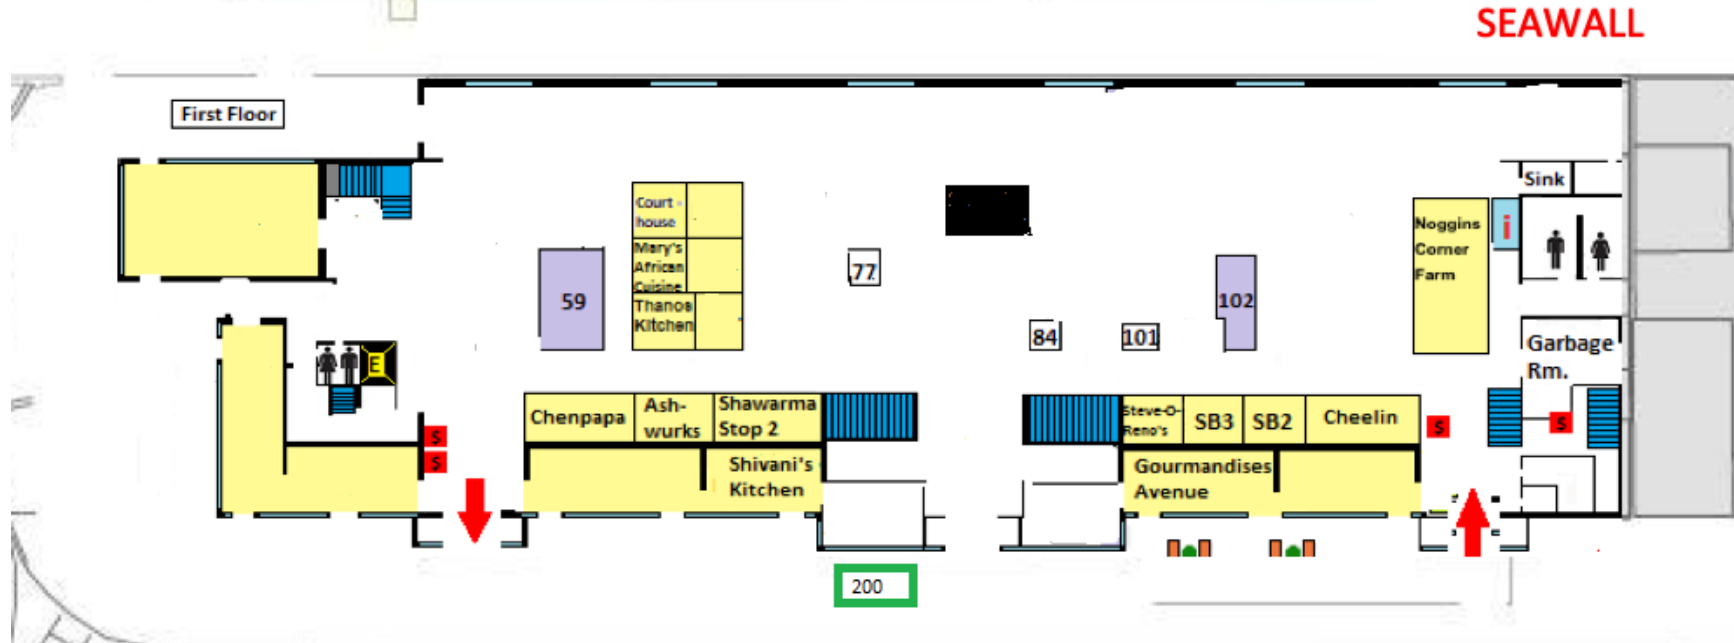 SEAWALL
First Floor
Sink
Court -
house
Noggins
Corner
Farm
i
Mary's
African
Cuisine
77
59
102
Thanos
Kitchen
84
101
Garbage
Rm.
E
Chenpapa
Ash-
wurks
Shawarma
Stop 2
Steve-O-
Reno's
SB3
SB2
Cheelin
$
$
$
$
Shivani's
Kitchen
Gourmandises
Avenue
200